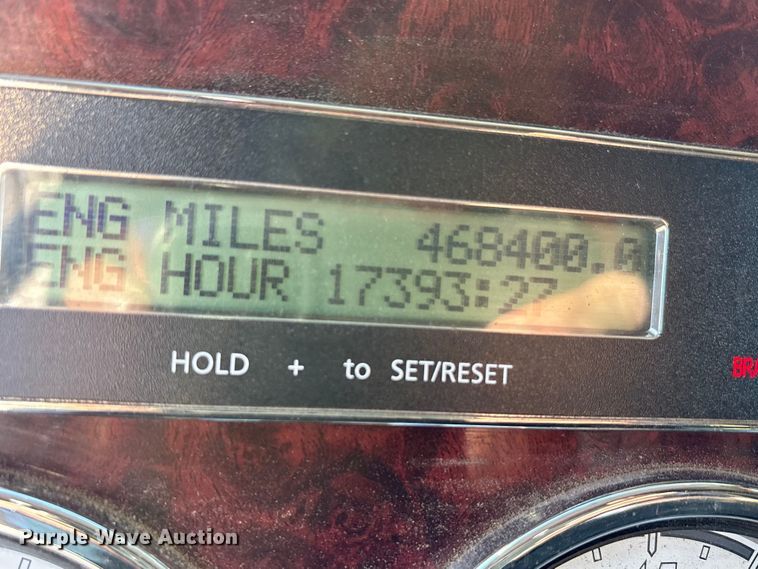 ENG MILES 468400.0
ENG HOUR 17393:27
HOLD + to SET/RESET
Purple Wave Auction